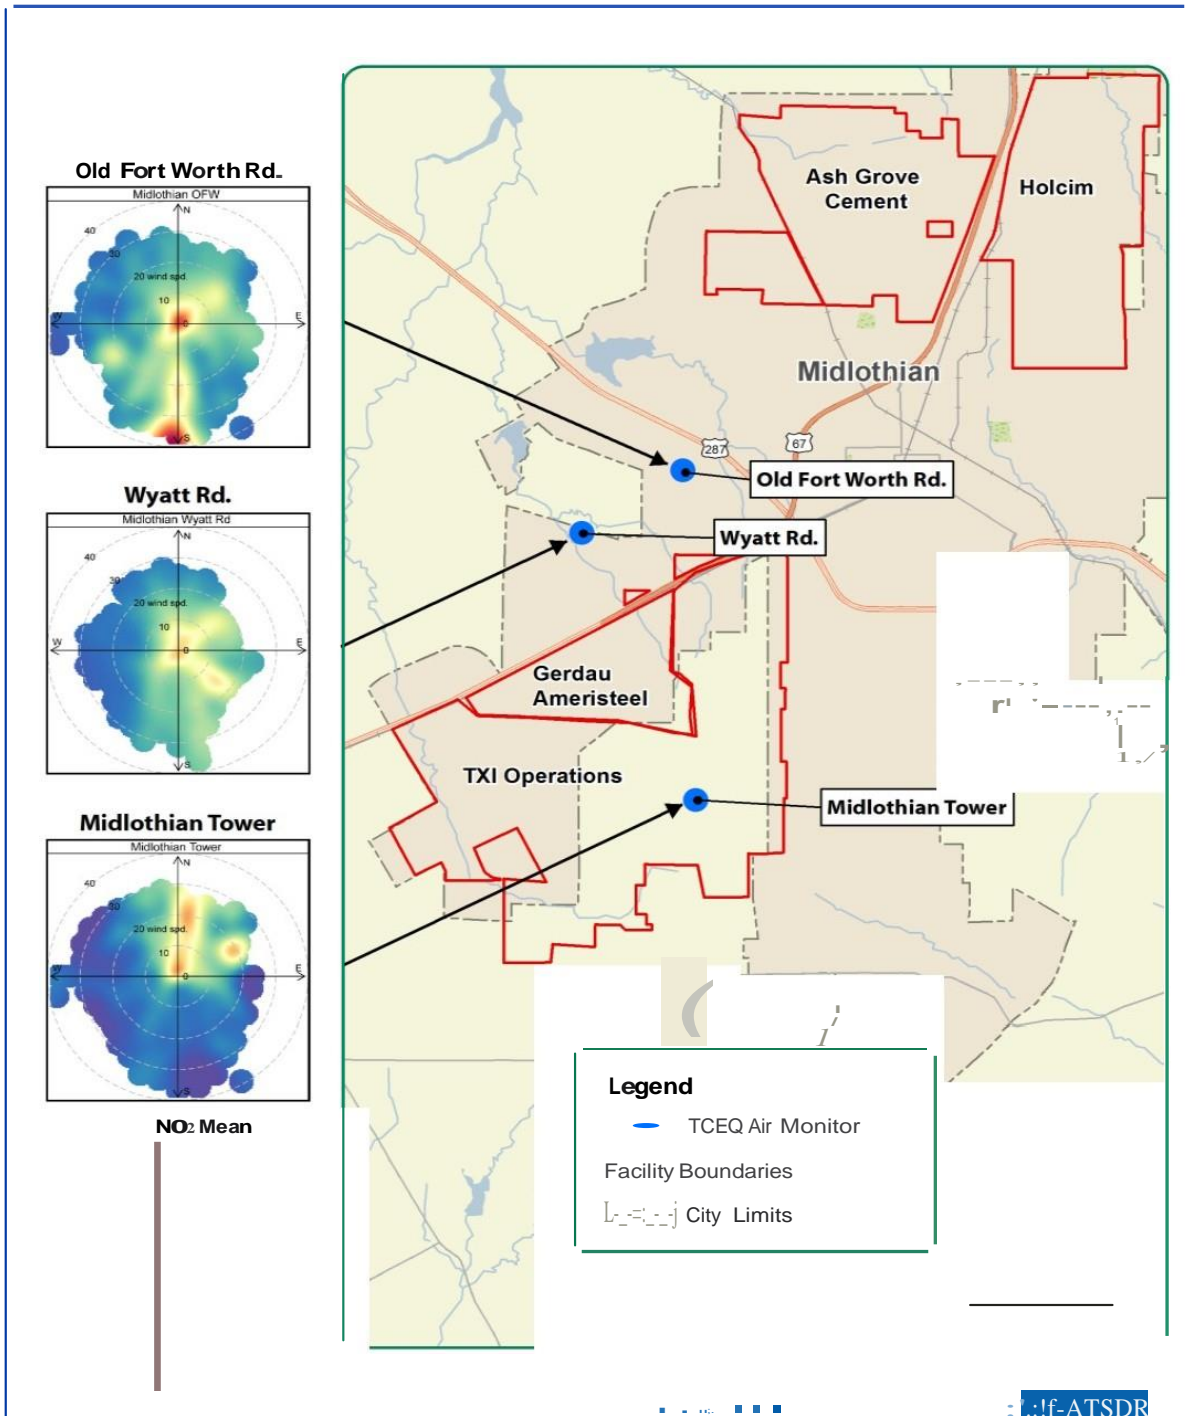 Old Fort Worth Rd.
Midlothian OFW
N
40
30
20 wind spd.
10
0
W
E
S
Wyatt Rd.
Midlothian Wyatt Rd
N
40
30
20 wind spd.
10
0
W
E
S
Midlothian Tower
Midlothian Tower
N
40
30
20 wind spd.
10
0
W
E
S
NO2 Mean
Ash Grove
Cement
Holcim
Midlothian
287
67
Old Fort Worth Rd.
Wyatt Rd.
Gerdau
Ameristeel
TXI Operations
Midlothian Tower
Legend
TCEQ Air Monitor
Facility Boundaries
City Limits
ATSDR